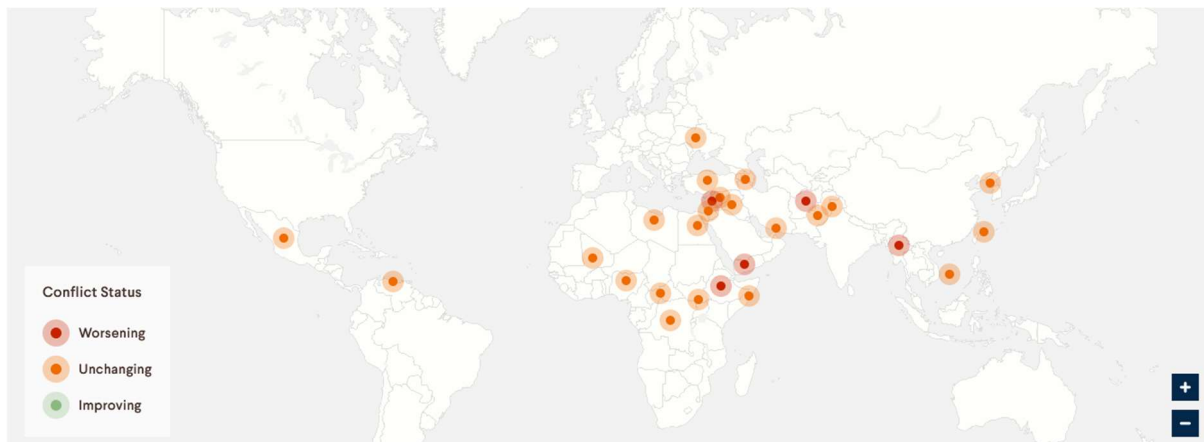 Conflict Status
Worsening
Unchanging
Improving
+
−